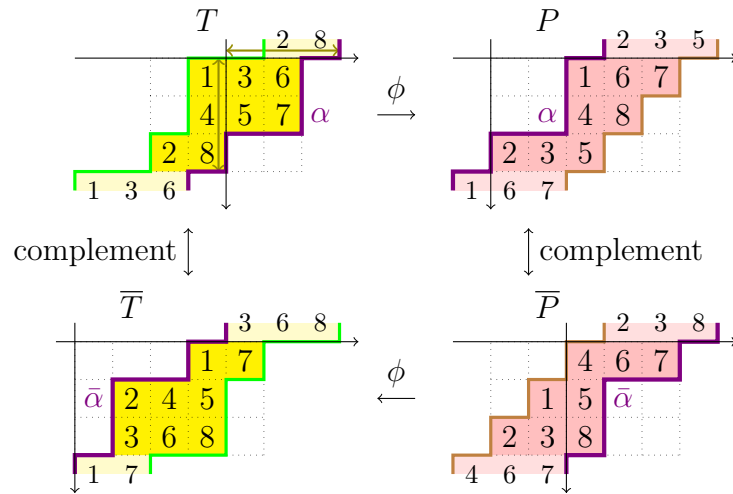 T P
2 8 2 3 5
1 3 6 ϕ 1 6 7
4 5 7 α α 4 8
2 8 2 3 5
1 3 6 1 6 7
complement complement
T̅ P̅
3 6 8 2 3 8
1 7 ϕ 4 6 7
ᾱ 2 4 5 1 5 ᾱ
3 6 8 2 3 8
1 7 4 6 7